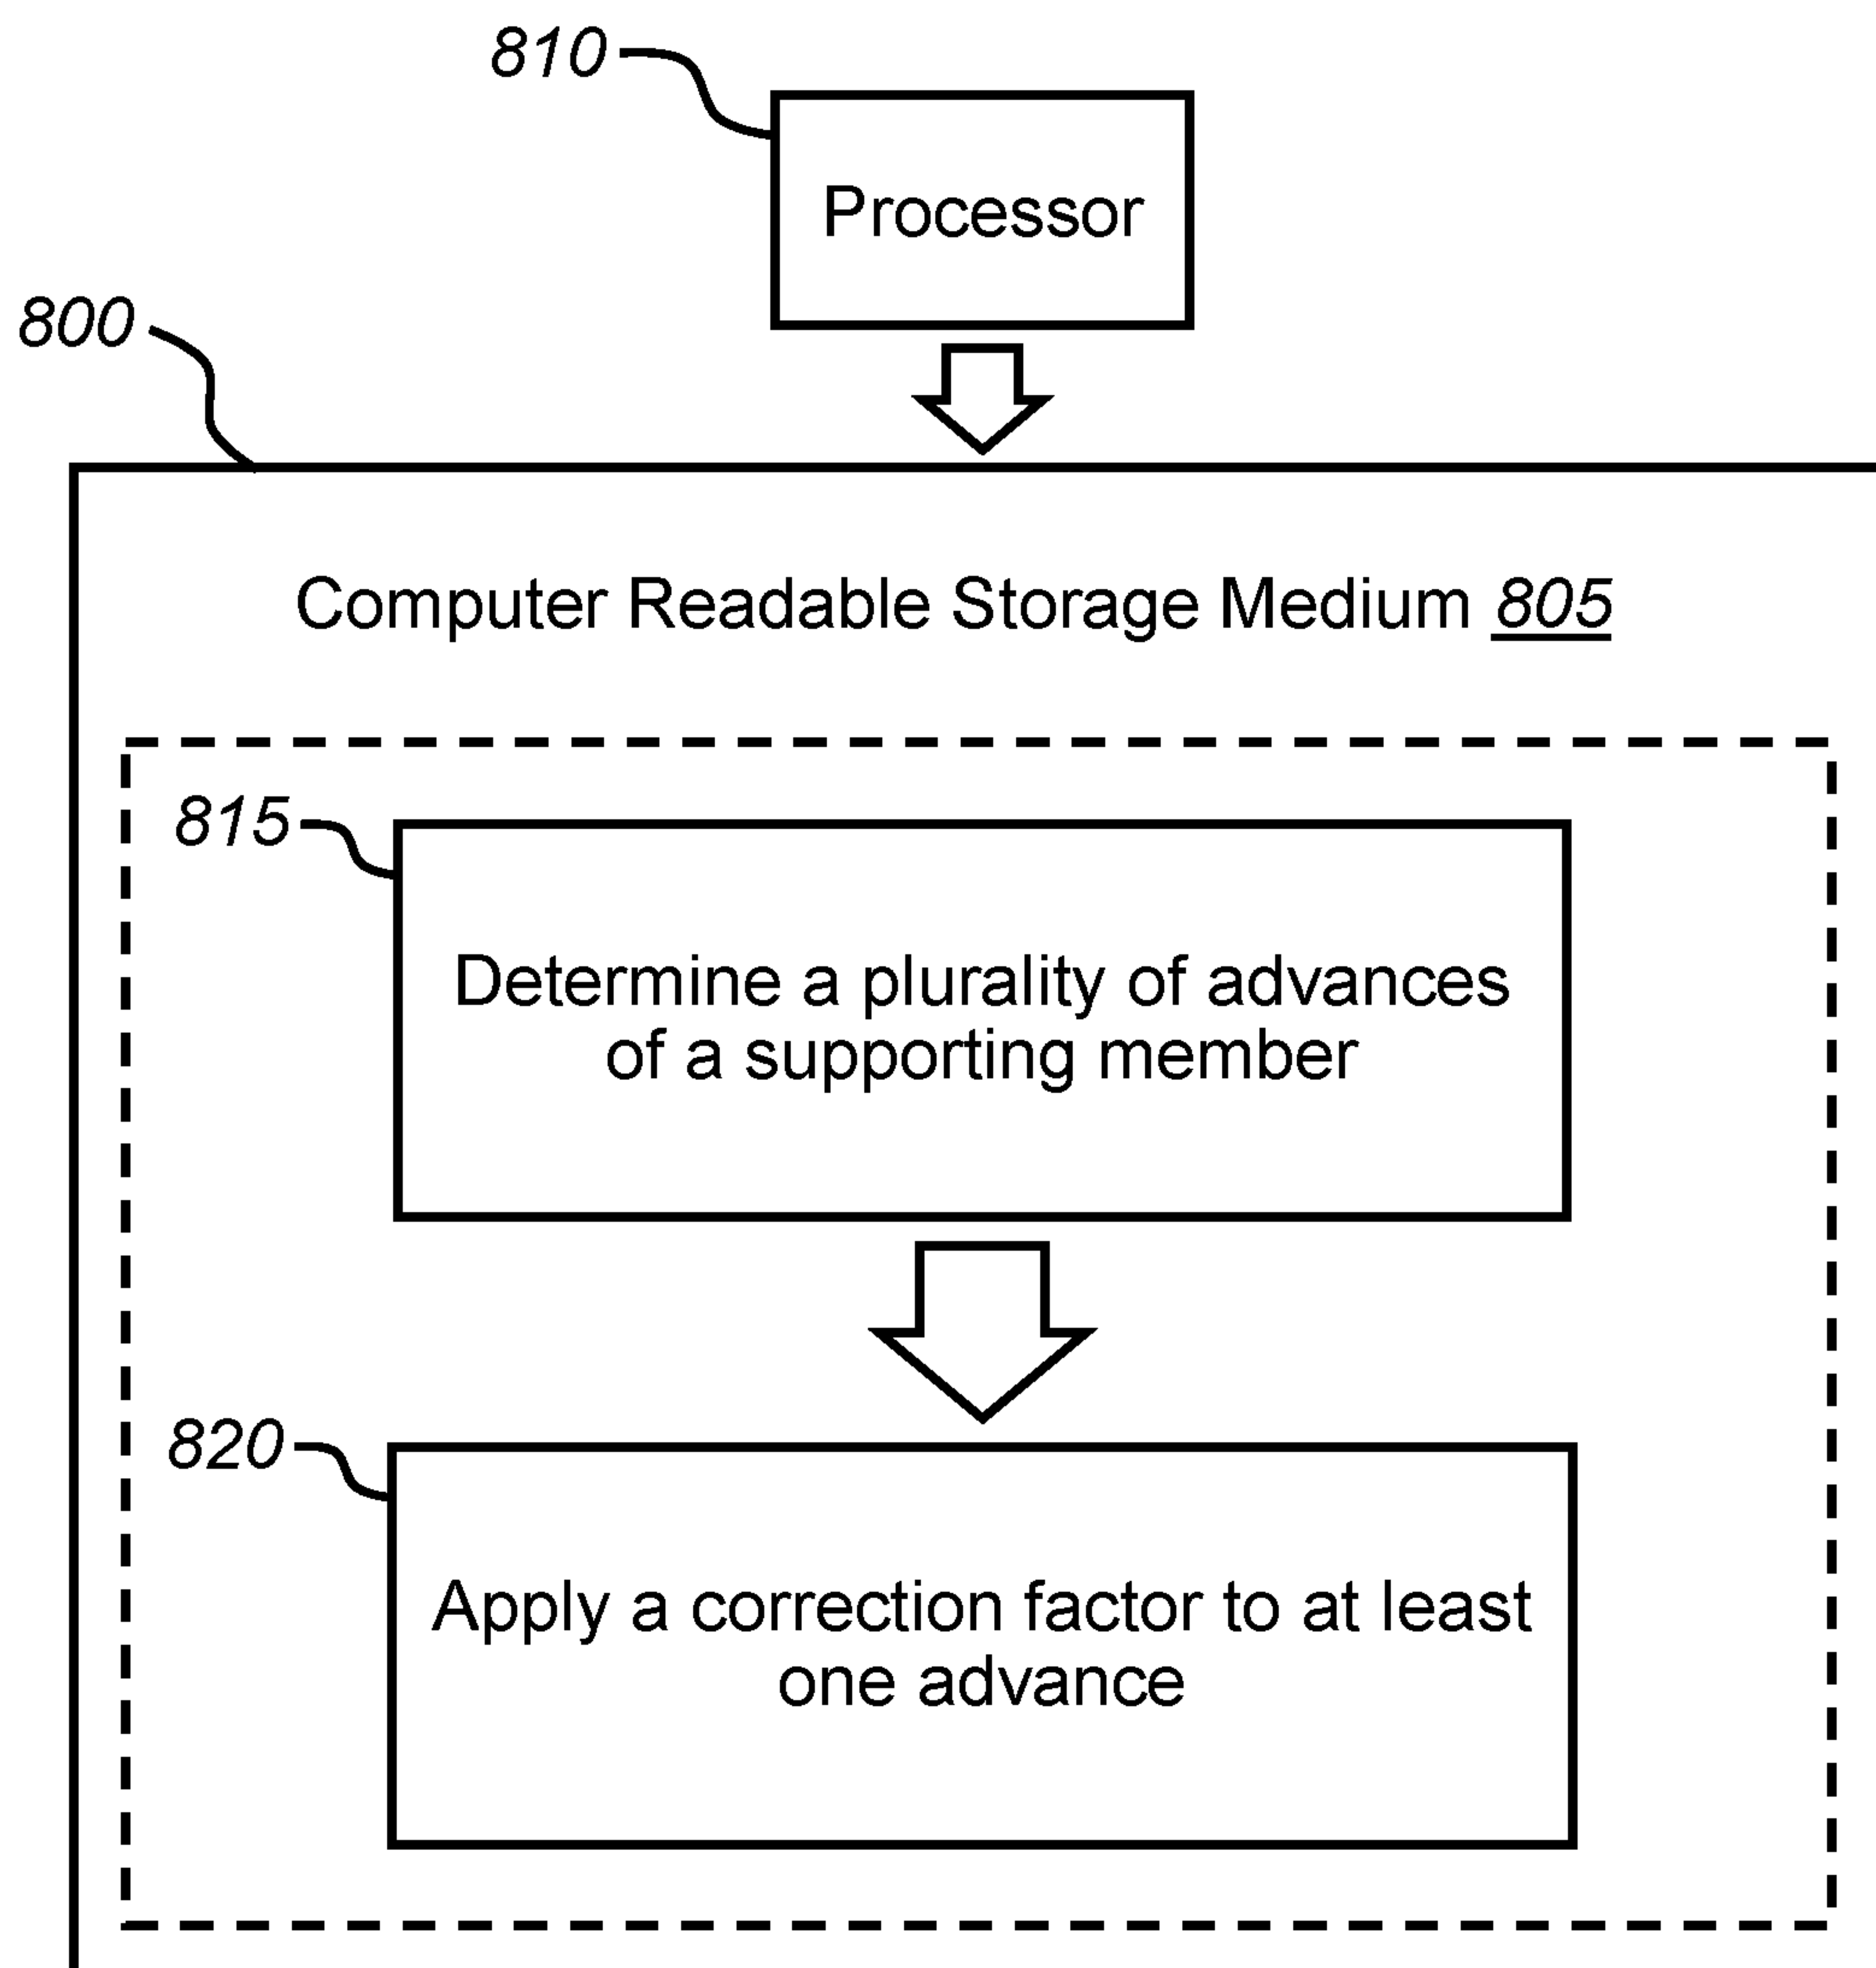 810
Processor
800
Computer Readable Storage Medium 805
815
Determine a plurality of advances
of a supporting member
820
Apply a correction factor to at least
one advance